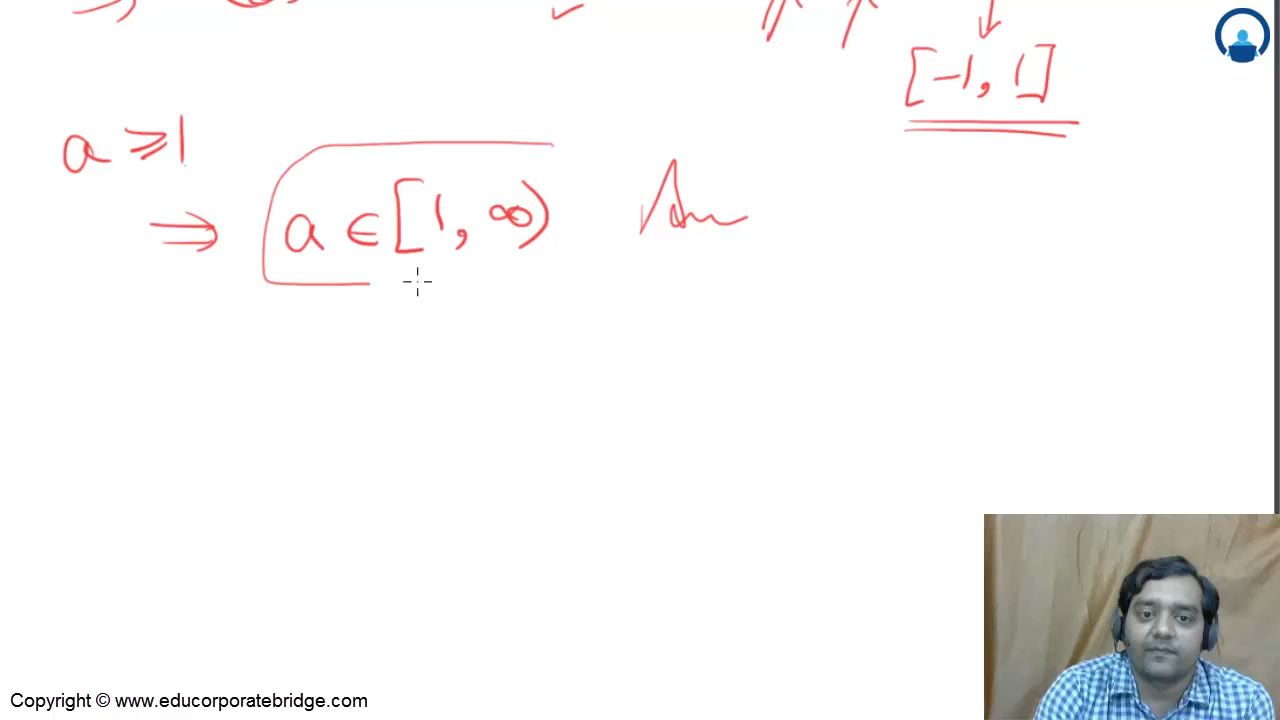 [-1, 1]
a ⩾ 1
⇒ a ∈ [1, ∞) Ans
Copyright © www.educorporatebridge.com